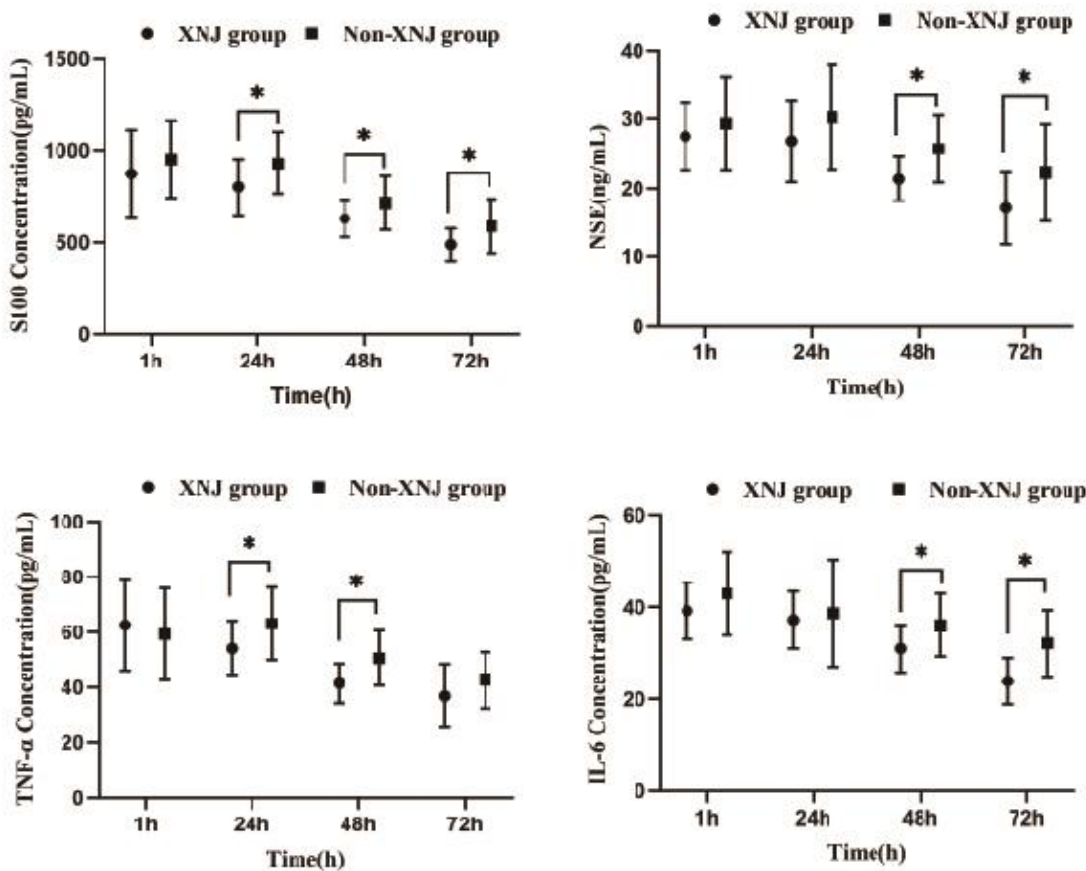 ● XNJ group ■ Non-XNJ group
S100 Concentration(pg/mL)
1500
1000
500
0
*
*
*
1h 24h 48h 72h
Time(h)
● XNJ group ■ Non-XNJ group
NSE(ng/mL)
40
30
20
10
0
*
*
1h 24h 48h 72h
Time(h)
● XNJ group ■ Non-XNJ group
TNF-α Concentration(pg/mL)
100
80
60
40
20
0
*
*
1h 24h 48h 72h
Time(h)
● XNJ group ■ Non-XNJ group
IL-6 Concentration(pg/mL)
60
40
20
0
*
*
1h 24h 48h 72h
Time(h)